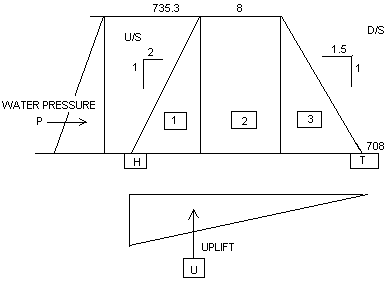 735.3 8
U/S D/S
2 1.5
1 1
WATER PRESSURE
P
1 2 3
708
H T
UPLIFT
U